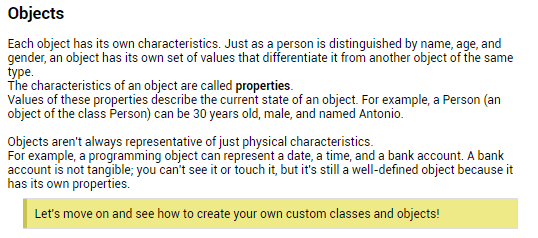 Objects
Each object has its own characteristics. Just as a person is distinguished by name, age, and
gender, an object has its own set of values that differentiate it from another object of the same
type.
The characteristics of an object are called properties.
Values of these properties describe the current state of an object. For example, a Person (an
object of the class Person) can be 30 years old, male, and named Antonio.
Objects aren't always representative of just physical characteristics.
For example, a programming object can represent a date, a time, and a bank account. A bank
account is not tangible; you can't see it or touch it, but it's still a well-defined object because it
has its own properties.
Let's move on and see how to create your own custom classes and objects!